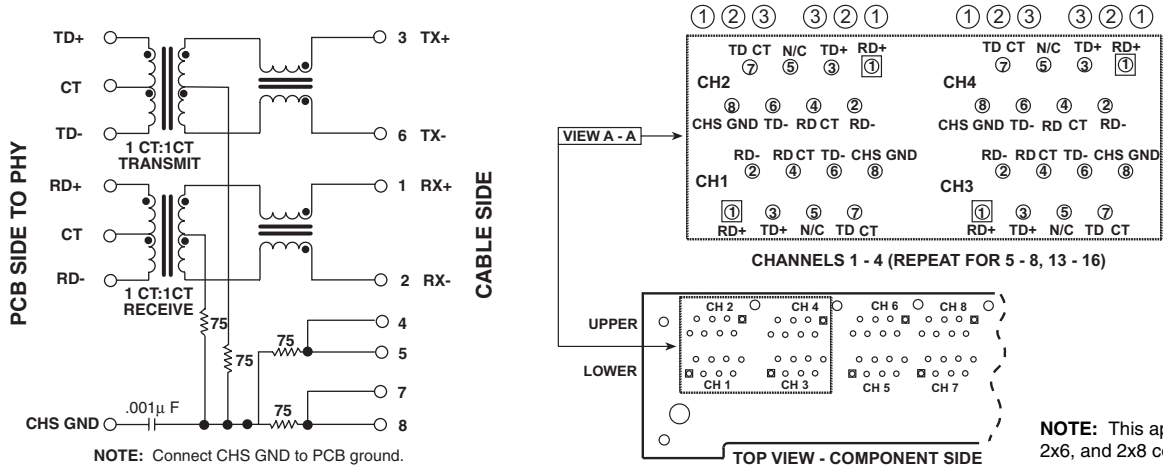 TD+
CT
TD-
1 CT:1CT
TRANSMIT
RD+
CT
RD-
1 CT:1CT
RECEIVE
PCB SIDE TO PHY
3 TX+
6 TX-
1 RX+
2 RX-
CABLE SIDE
75
75
75
4
5
7
75
8
.001µ F
CHS GND
NOTE: Connect CHS GND to PCB ground.
1 2 3 3 2 1 1 2 3 3 2 1
TD CT N/C TD+ RD+ TD CT N/C TD+ RD+
7 5 3 1 7 5 3 1
CH2 CH4
8 6 4 2 8 6 4 2
CHS GND TD- RD CT RD- CHS GND TD- RD CT RD-
VIEW A - A
RD- RD CT TD- CHS GND RD- RD CT TD- CHS GND
2 4 6 8 2 4 6 8
CH1 CH3
1 3 5 7 1 3 5 7
RD+ TD+ N/C TD CT RD+ TD+ N/C TD CT
CHANNELS 1 - 4 (REPEAT FOR 5 - 8, 13 - 16)
CH 2 CH 4 CH 6 CH 8
UPPER
LOWER
CH 1 CH 3 CH 5 CH 7
TOP VIEW - COMPONENT SIDE
NOTE: This ap
2x6, and 2x8 c